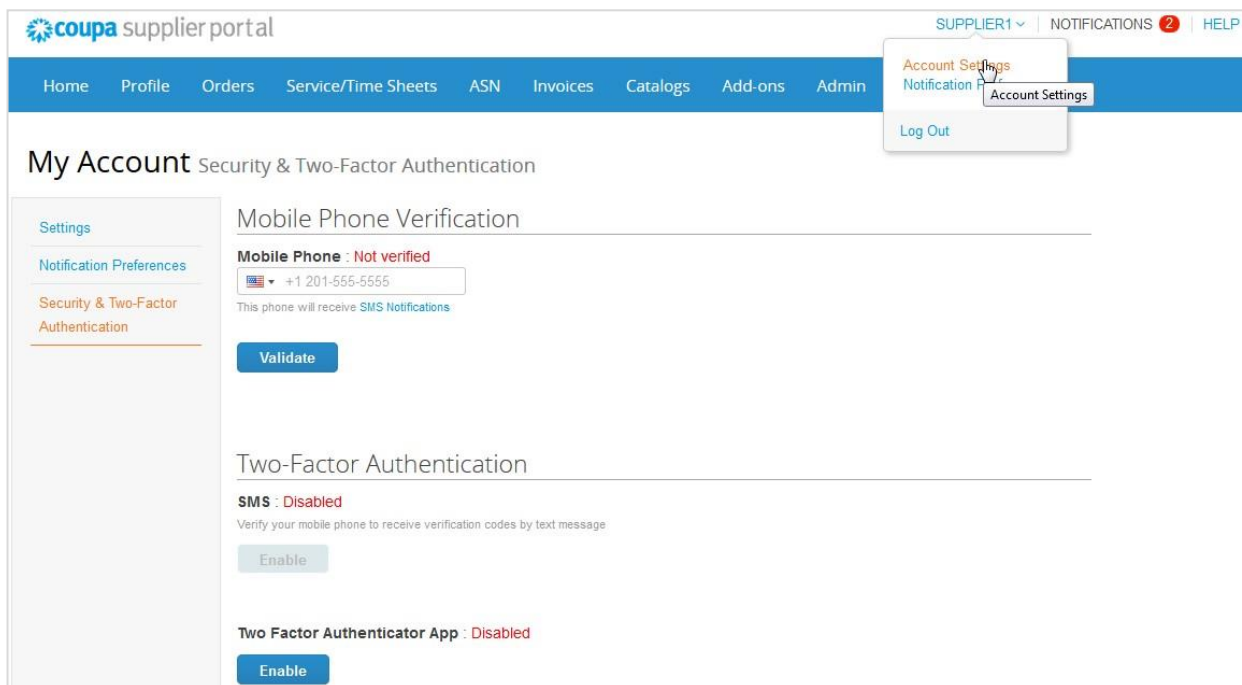 coupa supplier portal
SUPPLIER1
NOTIFICATIONS 2
HELP
Home Profile Orders Service/Time Sheets ASN Invoices Catalogs Add-ons Admin
Account Settings
Notification
Account Settings
Log Out
My Account Security & Two-Factor Authentication
Settings
Notification Preferences
Security & Two-Factor
Authentication
Mobile Phone Verification
Mobile Phone : Not verified
+1 201-555-5555
This phone will receive SMS Notifications
Validate
Two-Factor Authentication
SMS : Disabled
Verify your mobile phone to receive verification codes by text message
Enable
Two Factor Authenticator App : Disabled
Enable